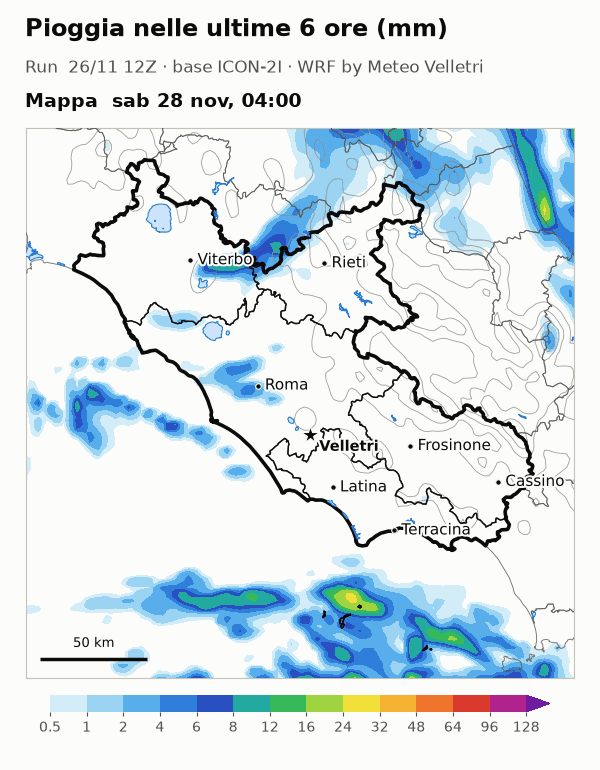 Pioggia nelle ultime 6 ore (mm)
Run 26/11 12Z · base ICON-2I · WRF by Meteo Velletri
Mappa sab 28 nov, 04:00
Viterbo
Rieti
Roma
Velletri
Frosinone
Latina
Cassino
Terracina
50 km
0.5 1 2 4 6 8 12 16 24 32 48 64 96 128